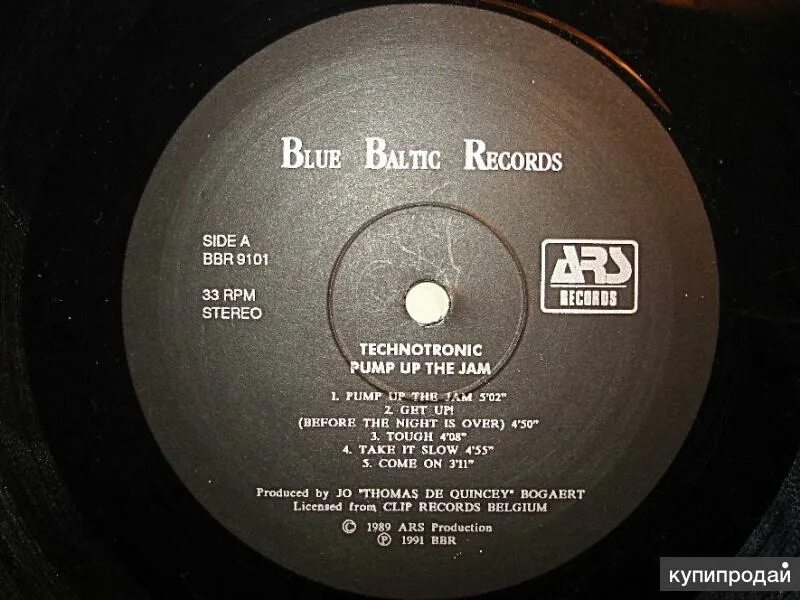 BLUE BALTIC RECORDS
SIDE A
BBR 9101
33 RPM
STEREO
ARS
RECORDS
TECHNOTRONIC
PUMP UP THE JAM
1. PUMP UP THE JAM 5'02"
2. GET UP!
(BEFORE THE NIGHT IS OVER) 4'50"
3. TOUGH 4'08"
4. TAKE IT SLOW 4'55"
5. COME ON 3'11"
Produced by JO "THOMAS DE QUINCEY" BOGAERT
Licensed from CLIP RECORDS BELGIUM
© 1989 ARS Production
℗ 1991 BBR
купипродай